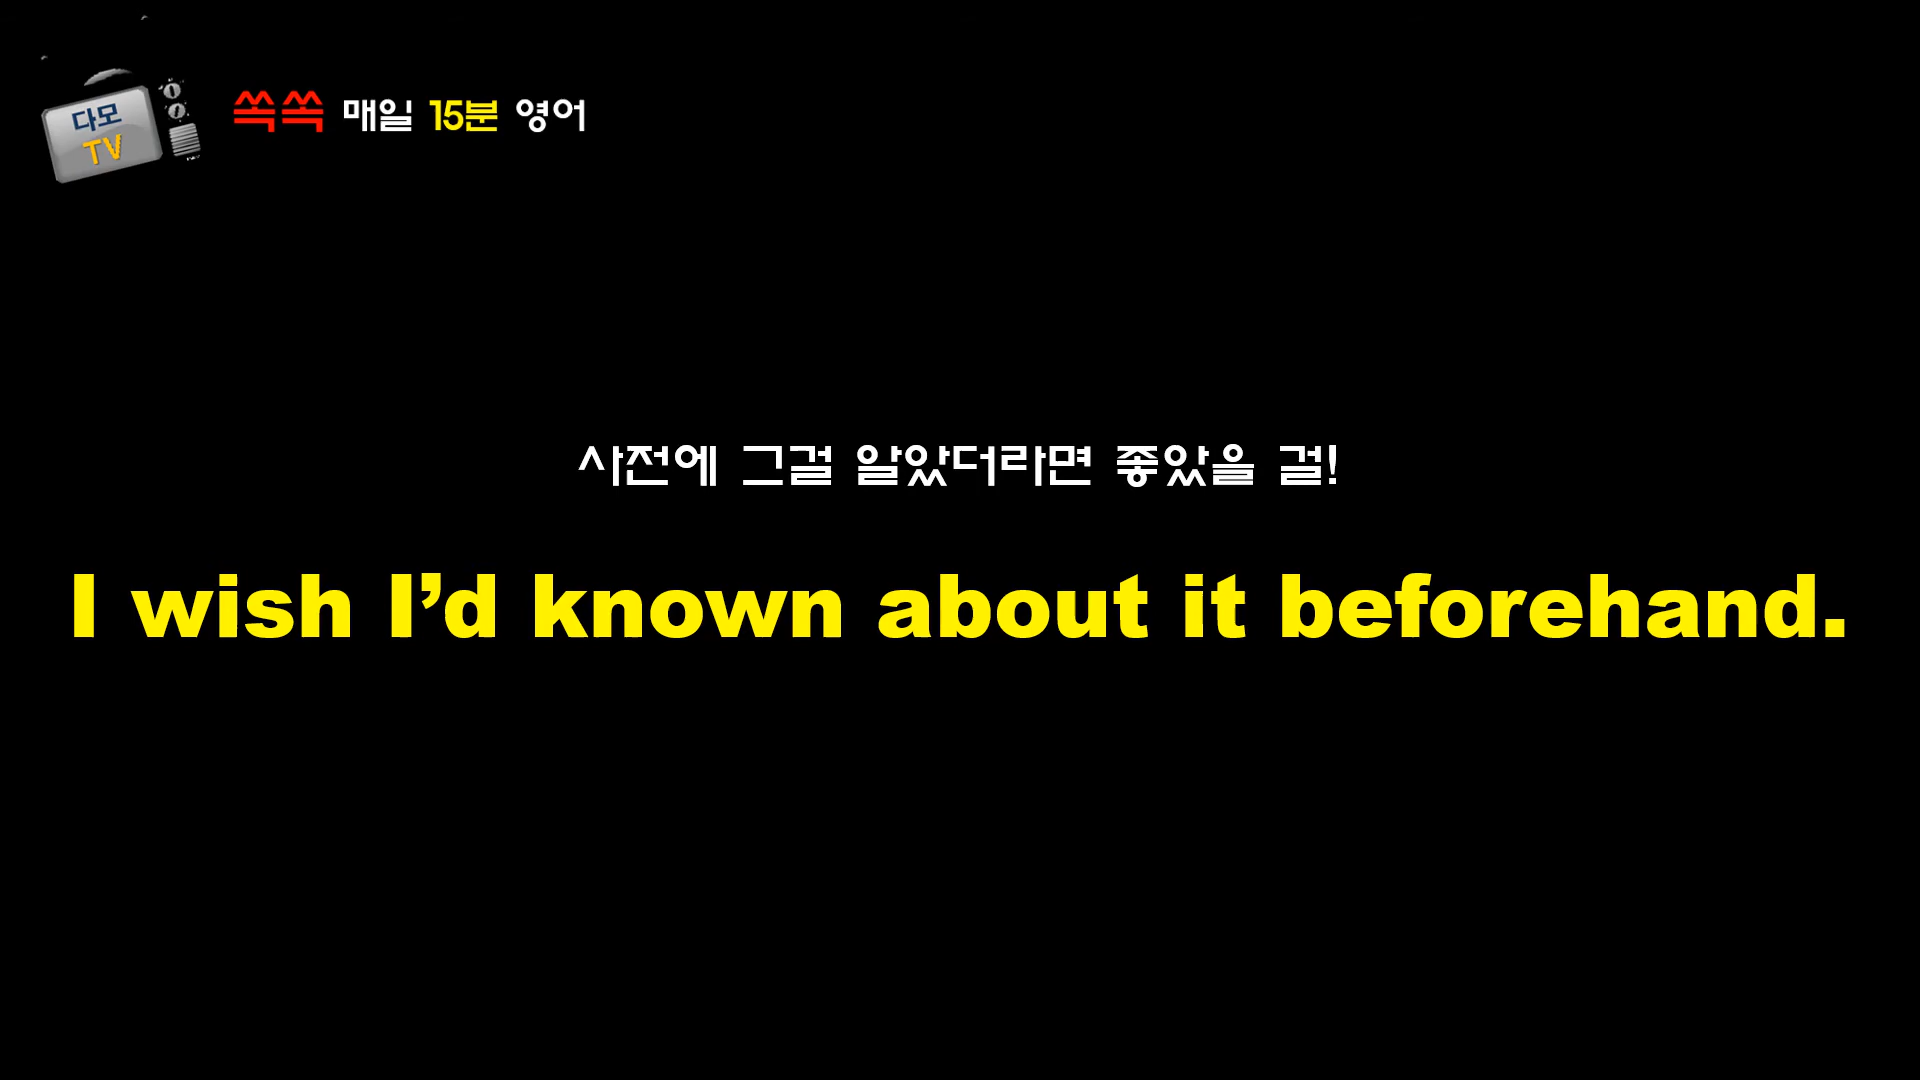 다모
TV
쏙쏙 매일 15분 영어
사전에 그걸 알았더라면 좋았을 걸!
I wish I’d known about it beforehand.